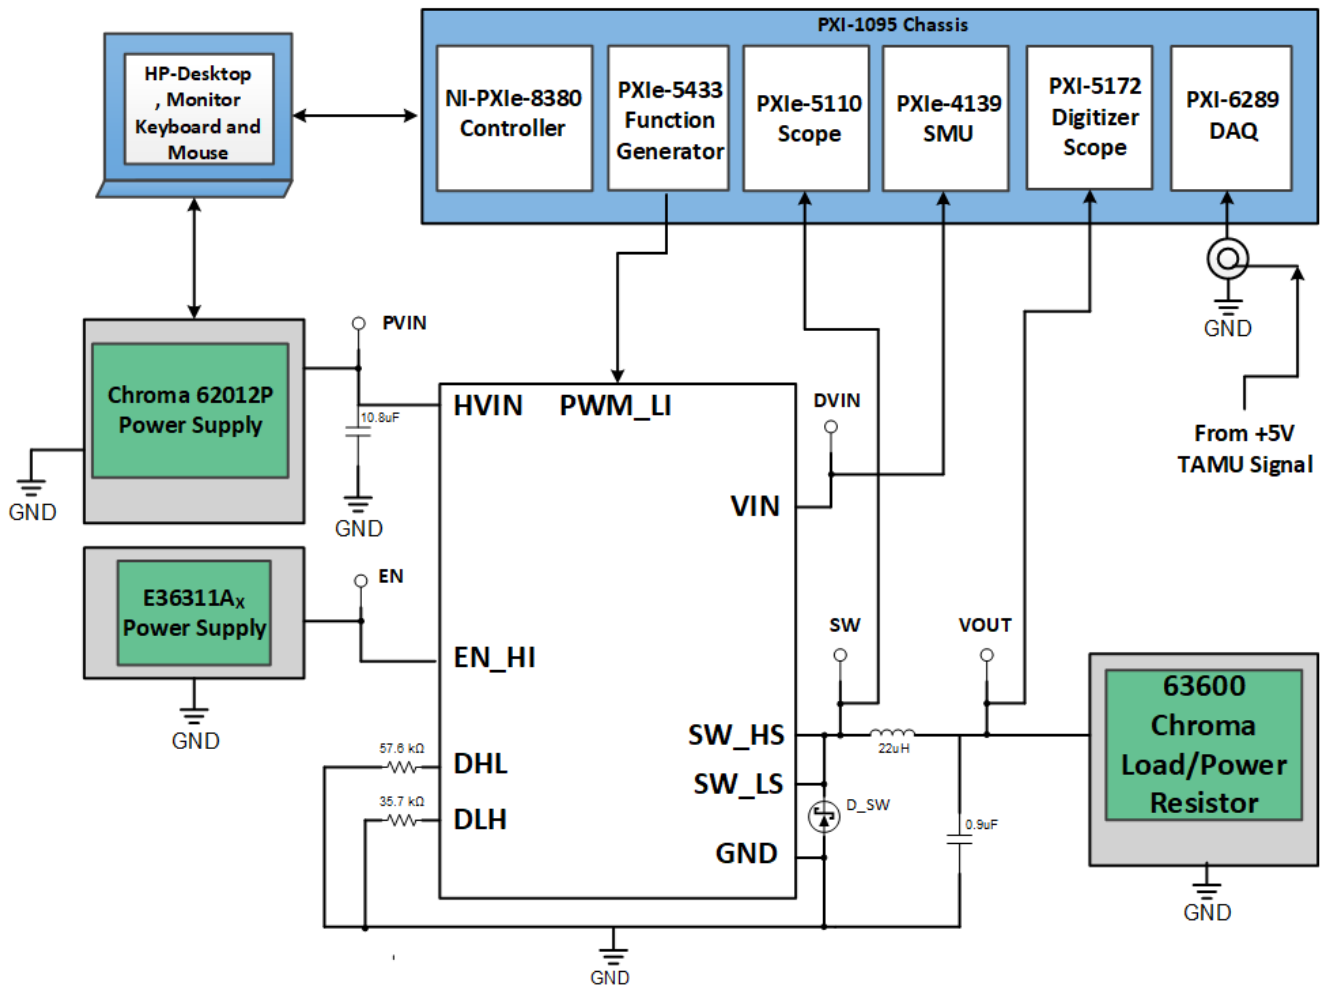 PXI-1095 Chassis
HP-Desktop
, Monitor
Keyboard and
Mouse
NI-PXIe-8380
Controller
PXIe-5433
Function
Generator
PXIe-5110
Scope
PXIe-4139
SMU
PXI-5172
Digitizer
Scope
PXI-6289
DAQ
GND
From +5V
TAMU Signal
PVIN
Chroma 62012P
Power Supply
GND
10.8uF
GND
HVIN
PWM_LI
DVIN
VIN
E36311AX
Power Supply
GND
EN
EN_HI
SW
VOUT
SW_HS
22uH
SW_LS
D_SW
GND
0.9uF
57.6 kΩ
DHL
35.7 kΩ
DLH
63600
Chroma
Load/Power
Resistor
GND
GND